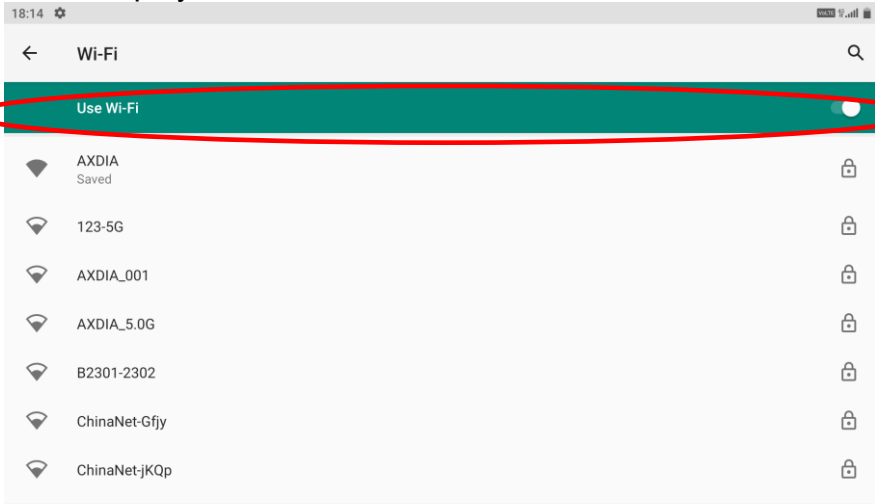 18:14
Wi-Fi
Use Wi-Fi
AXDIA
Saved
123-5G
AXDIA_001
AXDIA_5.0G
B2301-2302
ChinaNet-Gfjy
ChinaNet-jKQp